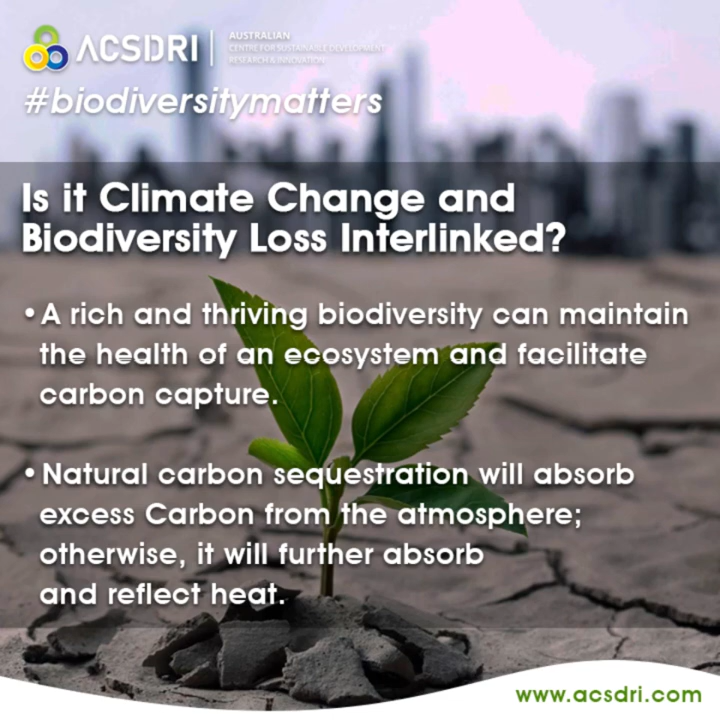 ACSDRI
AUSTRALIAN
CENTRE FOR SUSTAINABLE DEVELOPMENT
RESEARCH & INNOVATION
#biodiversitymatters
Is it Climate Change and
Biodiversity Loss Interlinked?
• A rich and thriving biodiversity can maintain
the health of an ecosystem and facilitate
carbon capture.
• Natural carbon sequestration will absorb
excess Carbon from the atmosphere;
otherwise, it will further absorb
and reflect heat.
www.acsdri.com